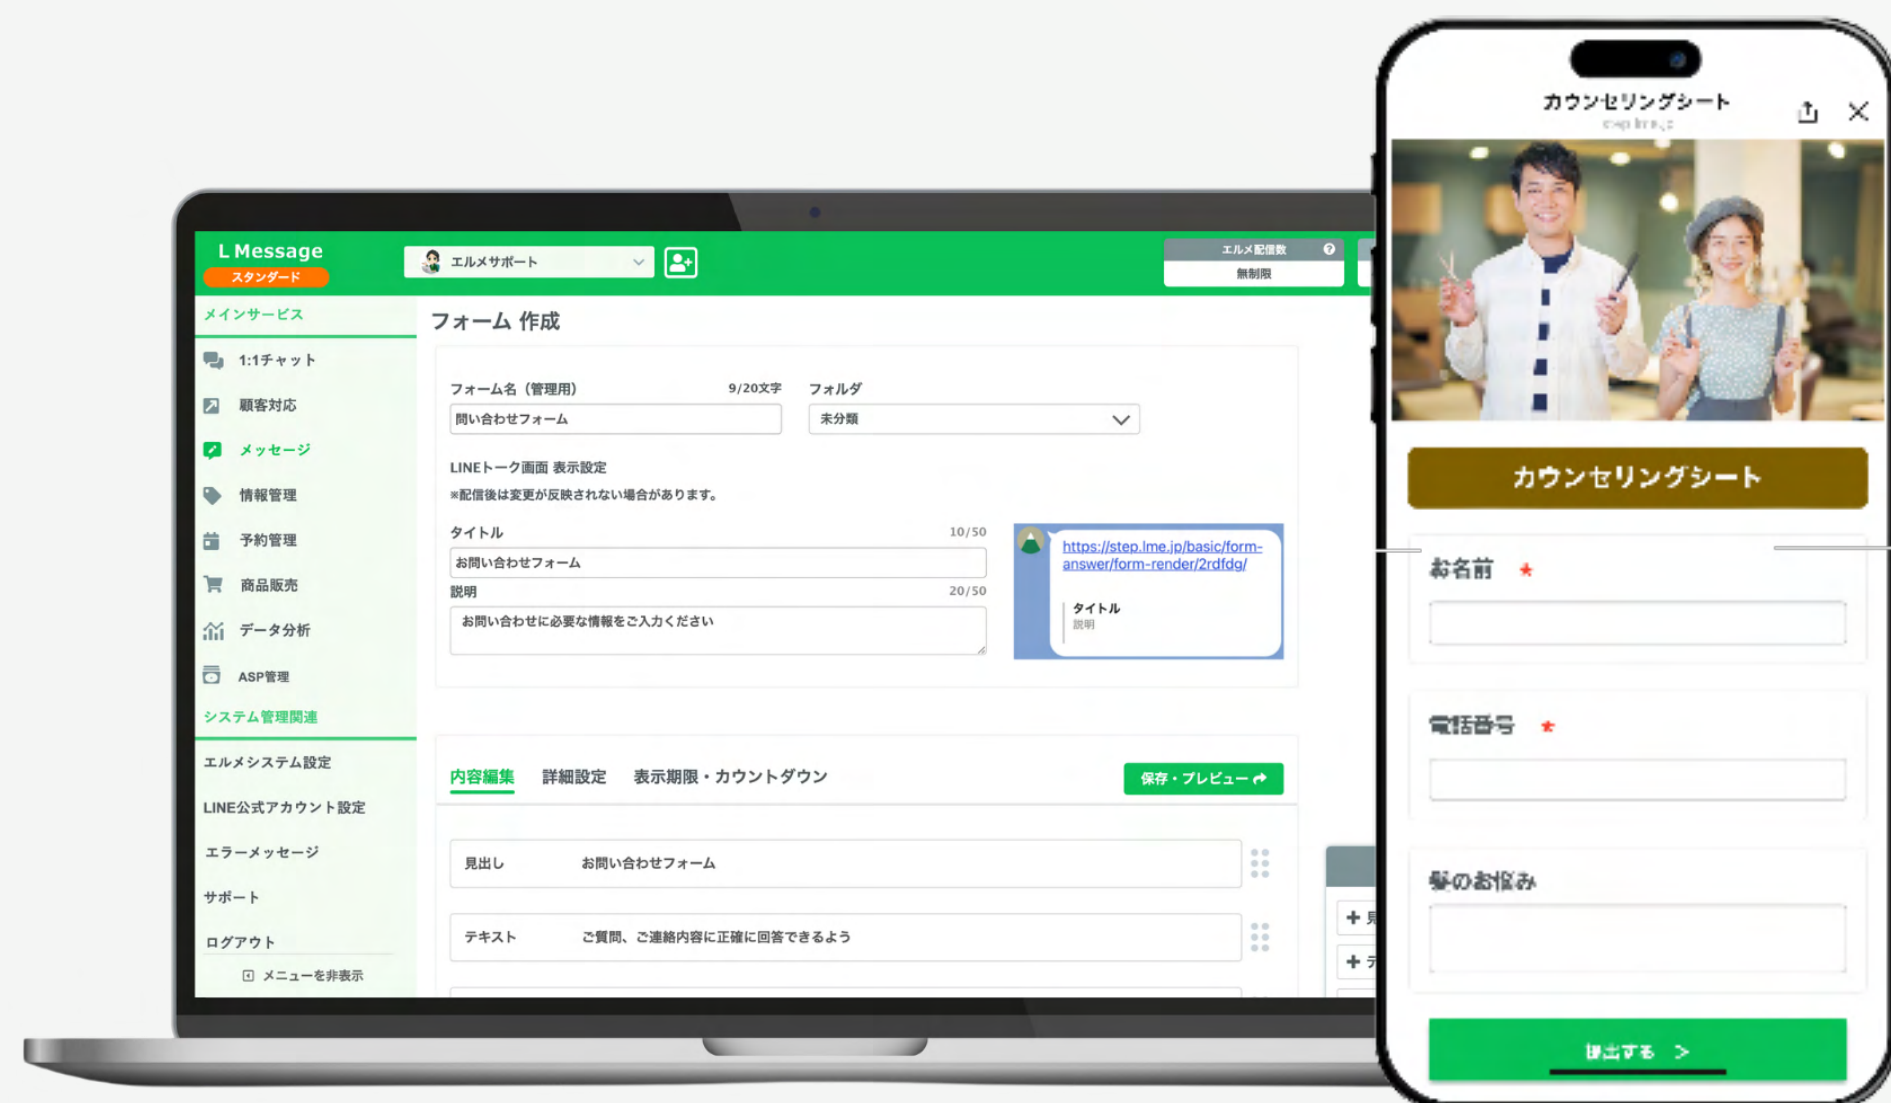 L Message
スタンダード
エルメサポート
エルメ配信数
無制限
メインサービス
1:1チャット
顧客対応
メッセージ
情報管理
予約管理
商品販売
データ分析
ASP管理
システム管理関連
エルメシステム設定
LINE公式アカウント設定
エラーメッセージ
サポート
ログアウト
メニューを非表示
フォーム 作成
フォーム名（管理用）
9/20文字
フォルダ
問い合わせフォーム
未分類
LINEトーク画面 表示設定
※配信後は変更が反映されない場合があります。
タイトル
10/50
お問い合わせフォーム
説明
20/50
お問い合わせに必要な情報をご入力ください
https://step.lme.jp/basic/form-
answer/form-render/2rdfdg/
タイトル
説明
内容編集
詳細設定
表示期限・カウントダウン
保存・プレビュー
見出し
お問い合わせフォーム
テキスト
ご質問、ご連絡内容に正確に回答できるよう
カウンセリングシート
step.lme.jp
カウンセリングシート
お名前 *
電話番号 *
髪のお悩み
提出する >